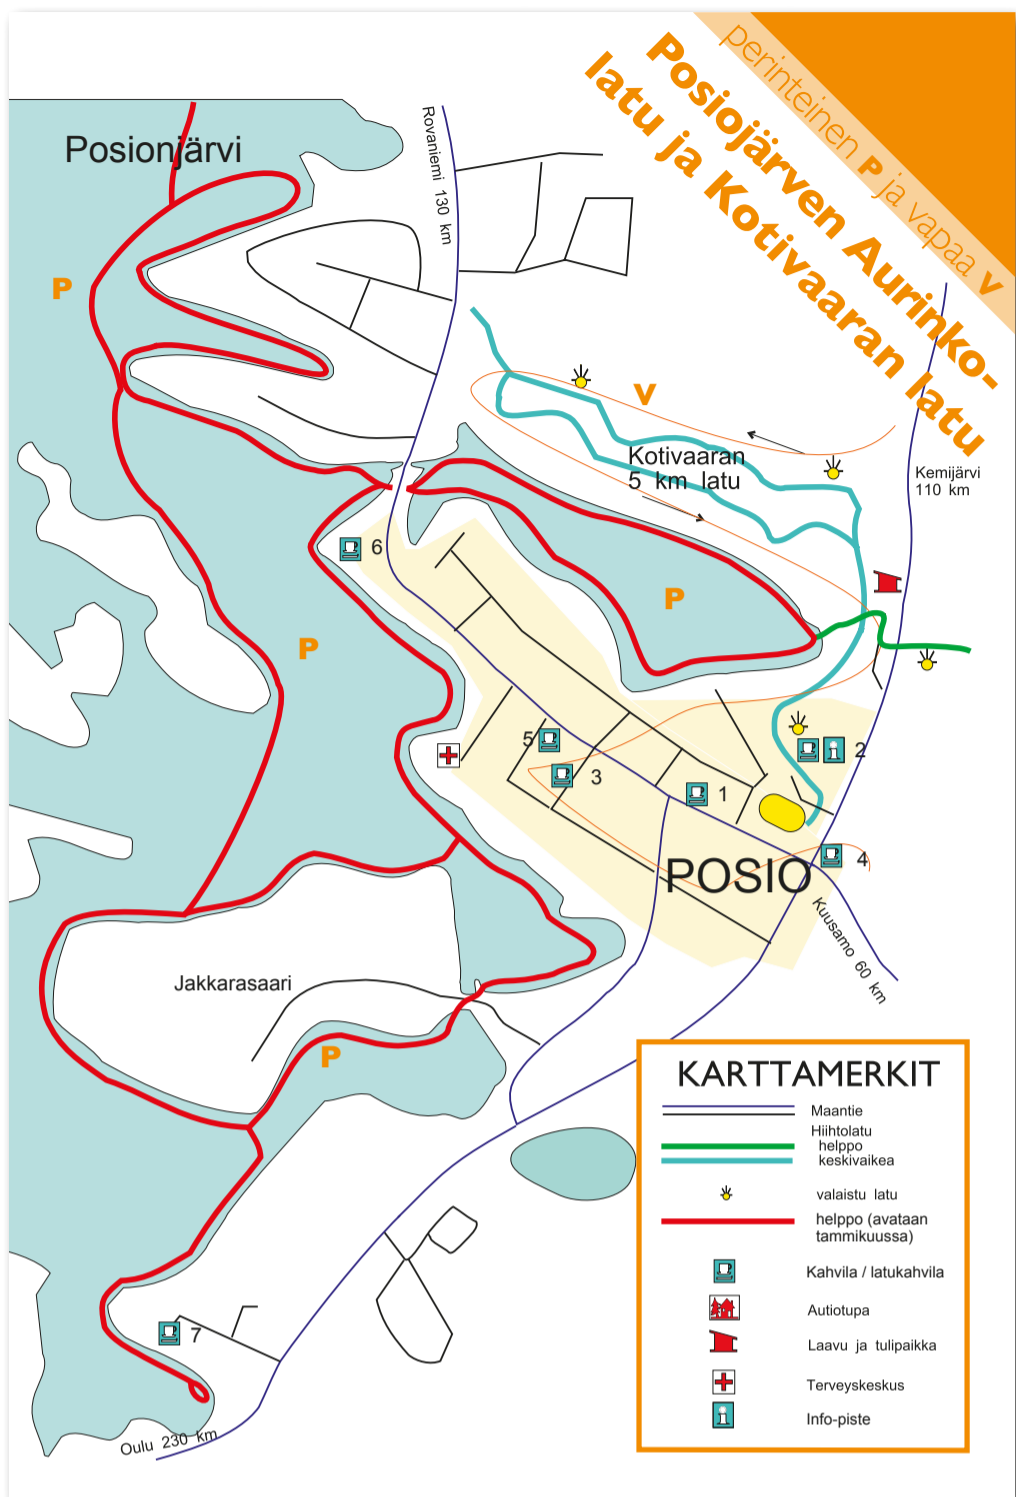 perinteinen P ja vapaa V
Posiojärven Aurinko-
latu ja Kotivaaran latu
Posionjärvi
Rovaniemi 130 km
P
V
Kotivaaran
5 km latu
Kemijärvi
110 km
6
P
P
5
3
2
1
4
POSIO
Kuusamo 60 km
Jakkarasaari
P
7
Oulu 230 km
KARTTAMERKIT
Maantie
Hiihtolatu
helppo
keskivaikea
valaistu latu
helppo (avataan
tammikuussa)
Kahvila / latukahvila
Autiotupa
Laavu ja tulipaikka
Terveyskeskus
i Info-piste